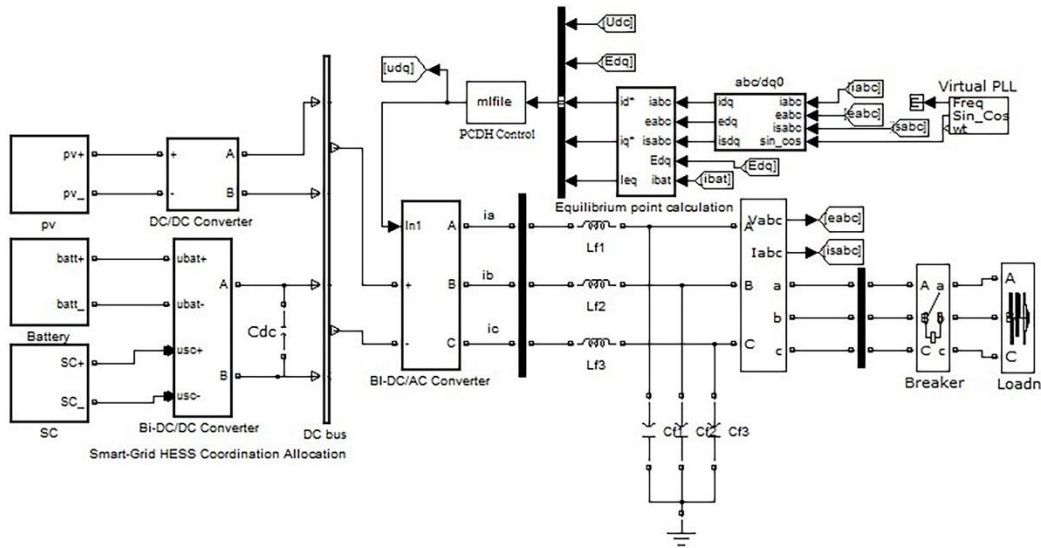 [Udc]
[Edq]
[udq]
mlfile
PCDH Control
id*
iq*
Ieq
iabc
eabc
isabc
Edq
ibat
Equilibrium point calculation
abc/dq0
idq
edq
isdq
iabc
eabc
isabc
sin_cos
[iabc]
[eabc]
[Edq]
[ibat]
Virtual PLL
Freq
Sin_Cos
wt
pv+
pv_
pv
+
-
A
B
DC/DC Converter
batt+
batt_
Battery
SC+
SC_
SC
ubat+
ubat-
usc+
usc-
A
B
Bi-DC/DC Converter
Cdc
DC bus
Smart-Grid HESS Coordination Allocation
In1
+
-
A
B
C
BI-DC/AC Converter
ia
ib
ic
Lf1
Lf2
Lf3
Cf1
Cf2
Cf3
A
B
C
Vabc
Iabc
a
b
c
[eabc]
[isabc]
A
B
C
a
b
c
Breaker
A
B
C
Loadn